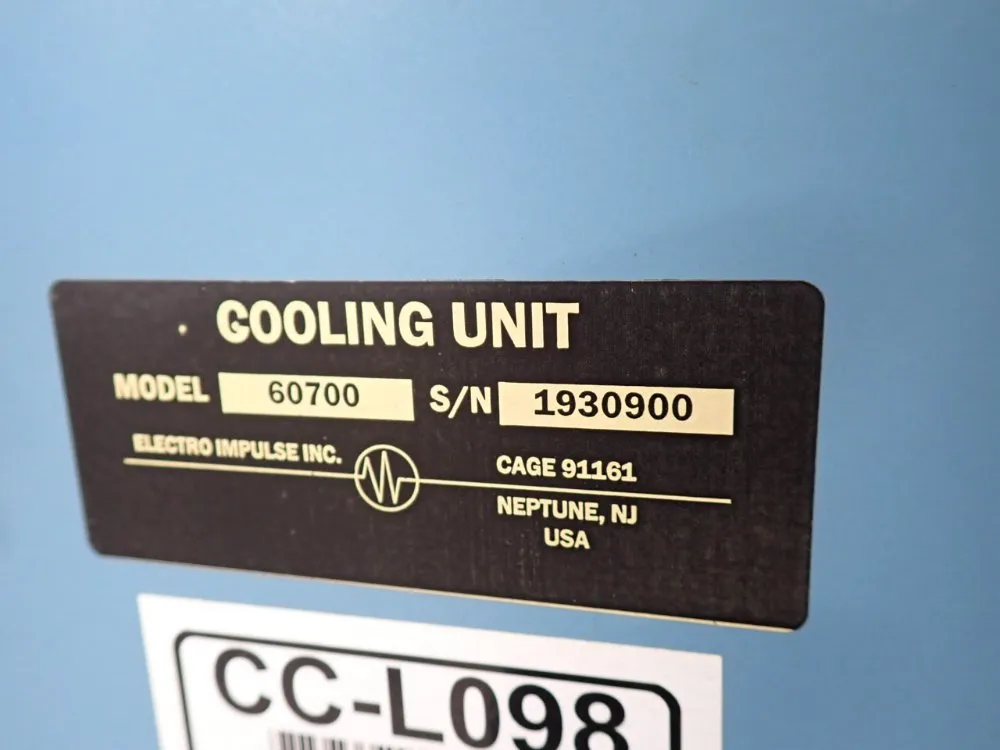 COOLING UNIT
MODEL 60700 S/N 1930900
ELECTRO IMPULSE INC.
CAGE 91161
NEPTUNE, NJ
USA
CC-L098